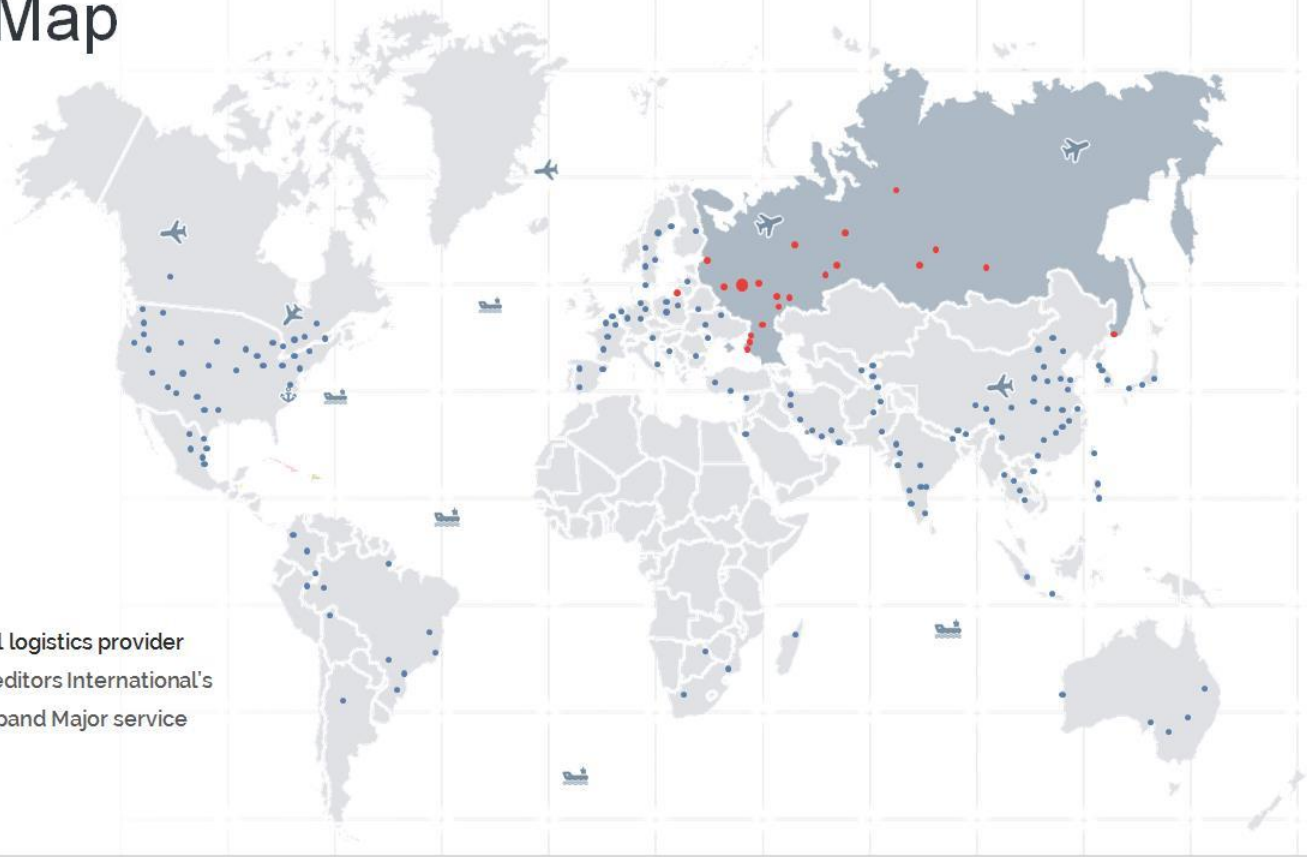 Map
l logistics provider
editors International's
pand Major service